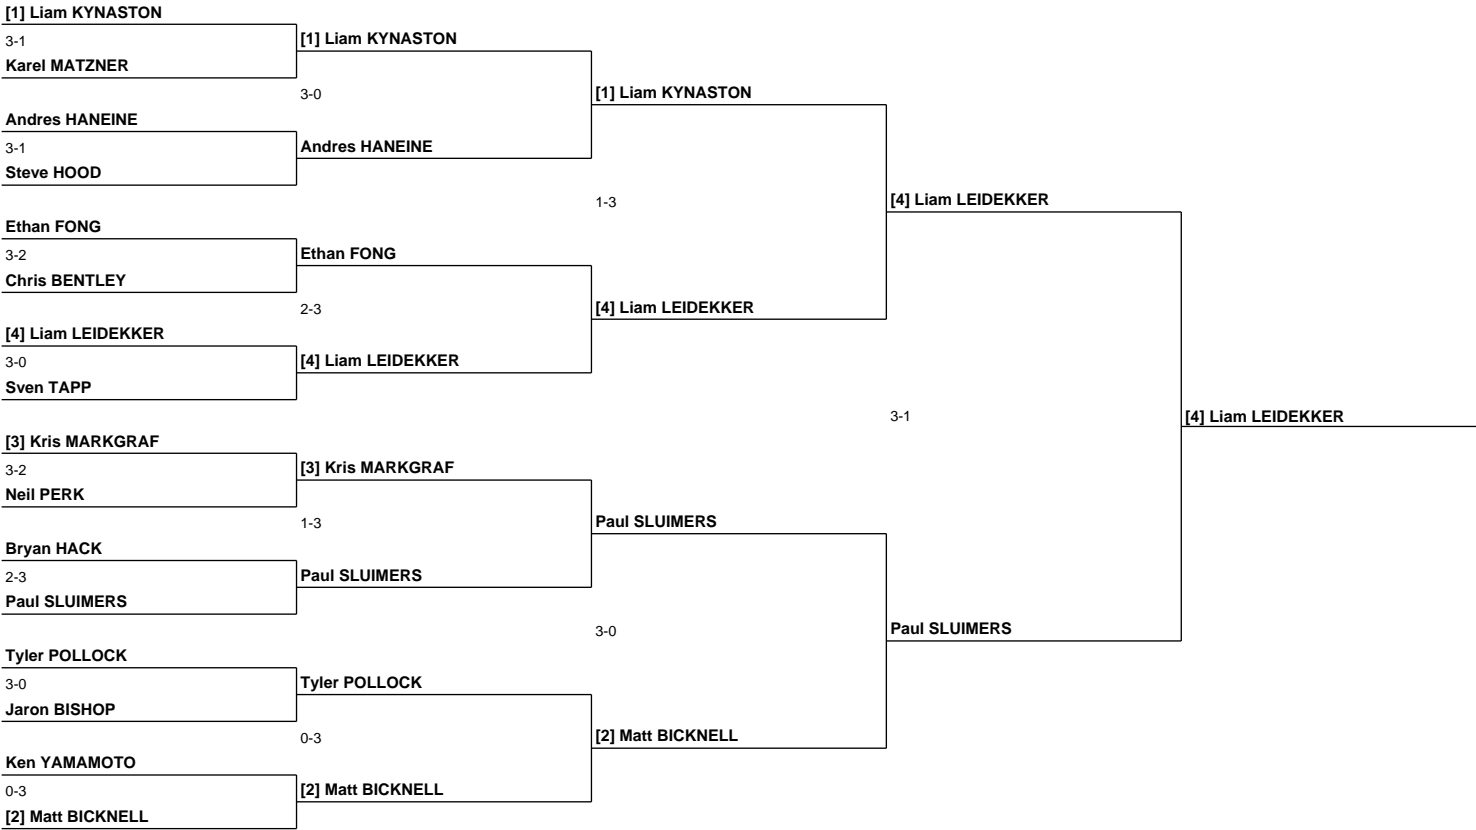 [1] Liam KYNASTON
3-1
Karel MATZNER
Andres HANEINE
3-1
Steve HOOD
Ethan FONG
3-2
Chris BENTLEY
[4] Liam LEIDEKKER
3-0
Sven TAPP
[3] Kris MARKGRAF
3-2
Neil PERK
Bryan HACK
2-3
Paul SLUIMERS
Tyler POLLOCK
3-0
Jaron BISHOP
Ken YAMAMOTO
0-3
[2] Matt BICKNELL
[1] Liam KYNASTON
3-0
Andres HANEINE
Ethan FONG
2-3
[4] Liam LEIDEKKER
[3] Kris MARKGRAF
1-3
Paul SLUIMERS
Tyler POLLOCK
0-3
[2] Matt BICKNELL
[1] Liam KYNASTON
1-3
[4] Liam LEIDEKKER
Paul SLUIMERS
3-0
[2] Matt BICKNELL
[4] Liam LEIDEKKER
3-1
Paul SLUIMERS
[4] Liam LEIDEKKER